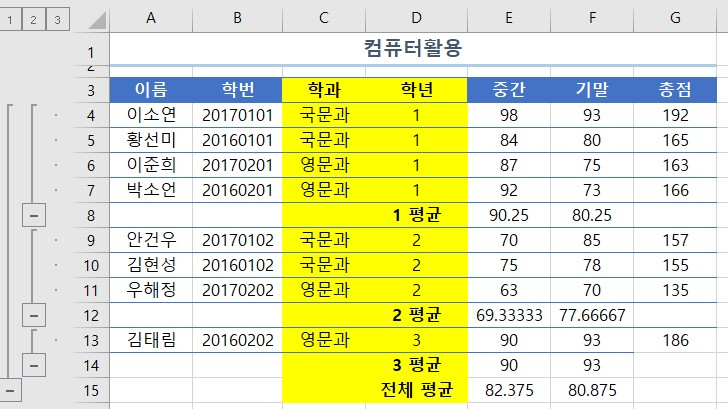 1 2 3 A B C D E F G
1 컴퓨터활용
2
3 이름 학번 학과 학년 중간 기말 총점
4 이소연 20170101 국문과 1 98 93 192
5 황선미 20160101 국문과 1 84 80 165
6 이준희 20170201 영문과 1 87 75 163
7 박소언 20160201 영문과 1 92 73 166
8 1 평균 90.25 80.25
9 안건우 20170102 국문과 2 70 85 157
10 김현성 20160102 국문과 2 75 78 155
11 우해정 20170202 영문과 2 63 70 135
12 2 평균 69.33333 77.66667
13 김태림 20160202 영문과 3 90 93 186
14 3 평균 90 93
15 전체 평균 82.375 80.875